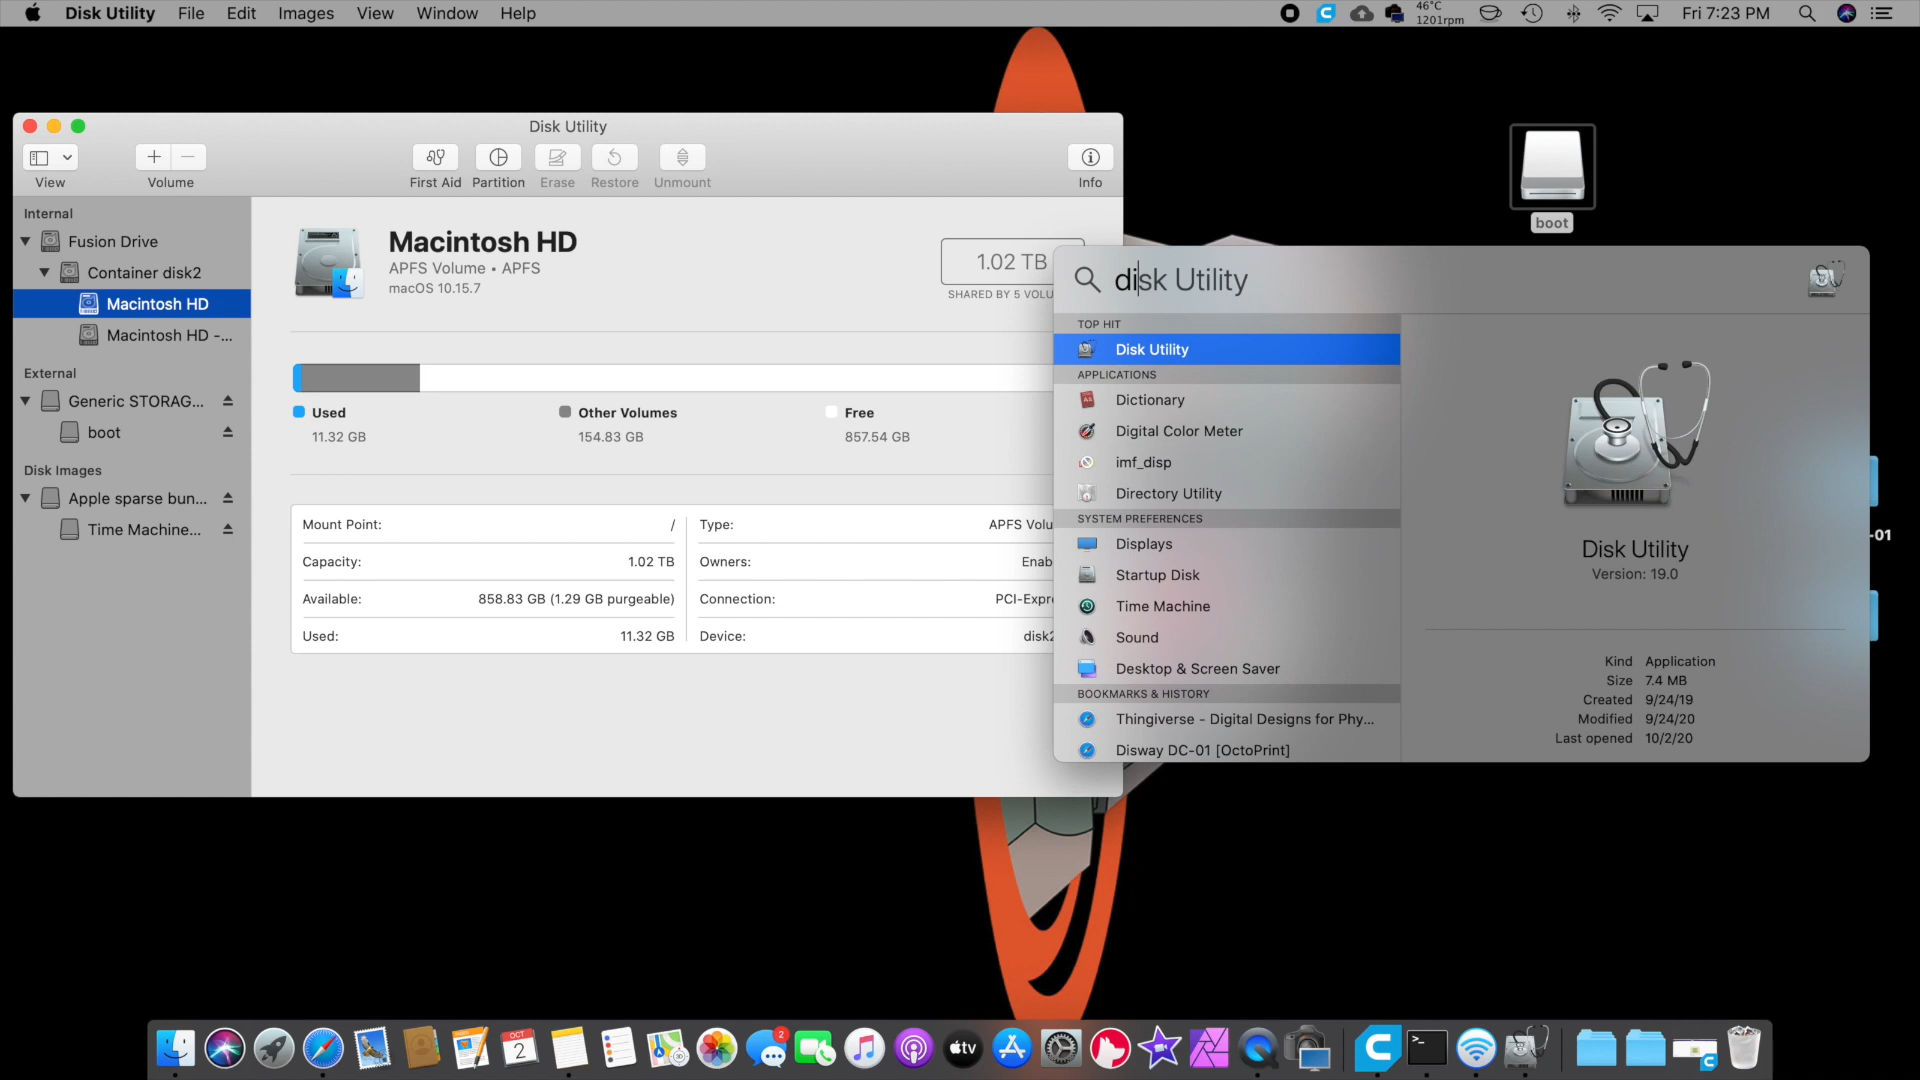 Disk Utility File Edit Images View Window Help
46°C
1201rpm
Fri 7:23 PM
Disk Utility
View Volume First Aid Partition Erase Restore Unmount Info
Internal
Fusion Drive
Container disk2
Macintosh HD
Macintosh HD -...
External
Generic STORAG...
boot
Disk Images
Apple sparse bun...
Time Machine...
Macintosh HD
APFS Volume • APFS
macOS 10.15.7
1.02 TB
SHARED BY 5 VOLU
Used
11.32 GB
Other Volumes
154.83 GB
Free
857.54 GB
Mount Point: /
Capacity: 1.02 TB
Available: 858.83 GB (1.29 GB purgeable)
Used: 11.32 GB
Type: APFS Volu
Owners: Enab
Connection: PCI-Expre
Device: disk2
boot
disk Utility
TOP HIT
Disk Utility
APPLICATIONS
Dictionary
Digital Color Meter
imf_disp
Directory Utility
SYSTEM PREFERENCES
Displays
Startup Disk
Time Machine
Sound
Desktop & Screen Saver
BOOKMARKS & HISTORY
Thingiverse - Digital Designs for Phy...
Disway DC-01 [OctoPrint]
Disk Utility
Version: 19.0
Kind Application
Size 7.4 MB
Created 9/24/19
Modified 9/24/20
Last opened 10/2/20
-01
OCT
2
2
tv